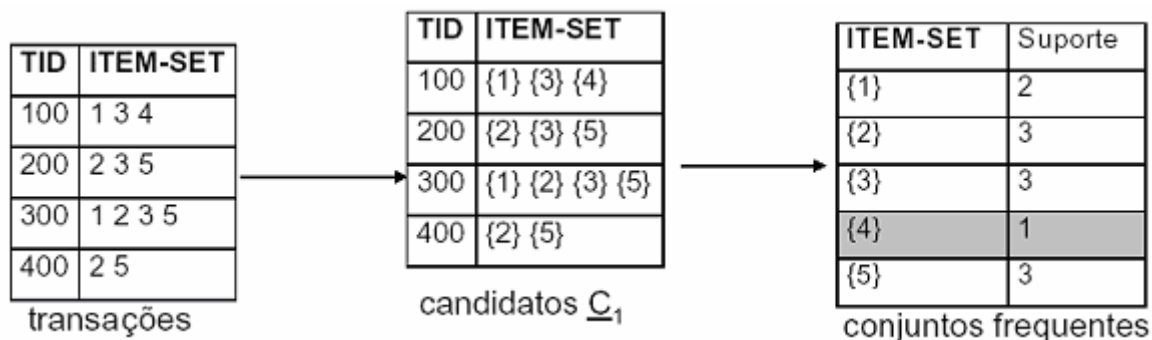 TID ITEM-SET
100 1 3 4
200 2 3 5
300 1 2 3 5
400 2 5
transações
TID ITEM-SET
100 {1} {3} {4}
200 {2} {3} {5}
300 {1} {2} {3} {5}
400 {2} {5}
candidatos C1
ITEM-SET Suporte
{1} 2
{2} 3
{3} 3
{4} 1
{5} 3
conjuntos frequentes